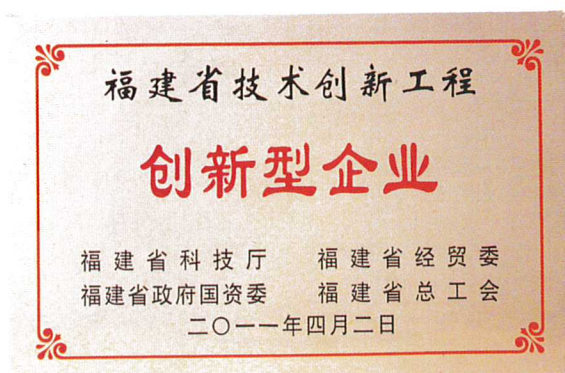 福建省技术创新工程
创新型企业
福建省科技厅 福建省经贸委
福建省政府国资委 福建省总工会
二〇一一年四月二日